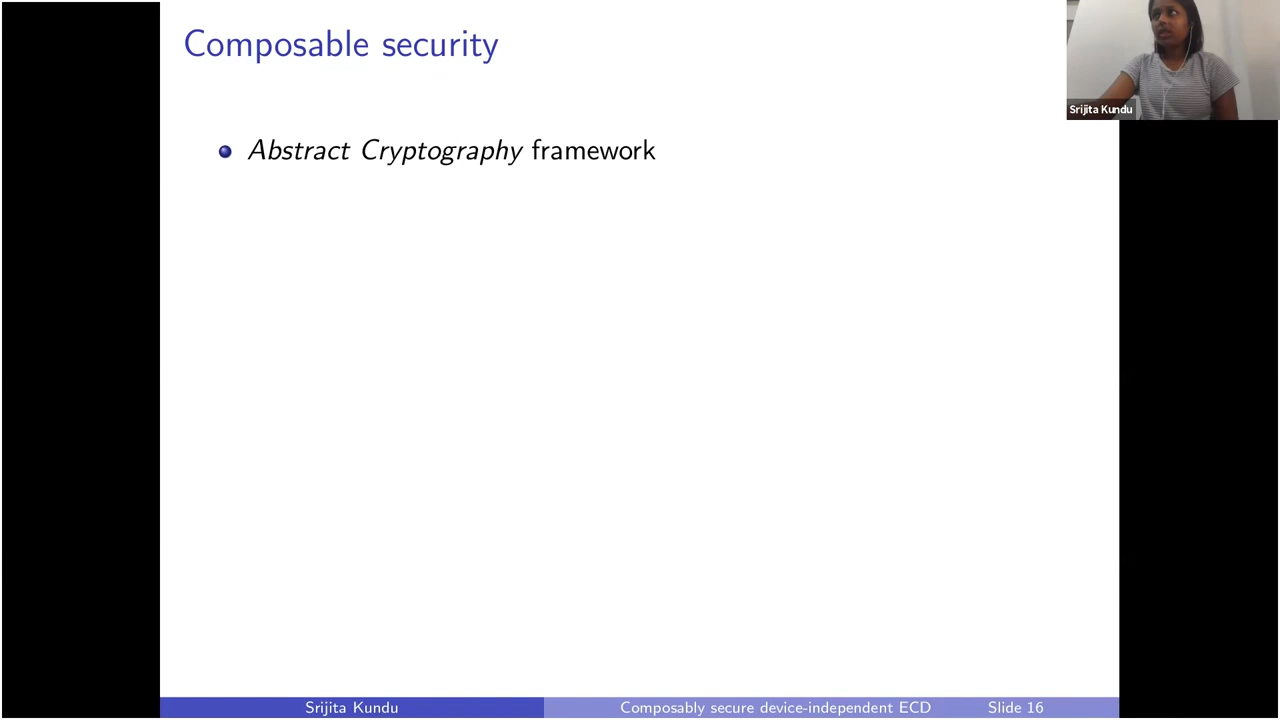 Composable security
Srijita Kundu
Abstract Cryptography framework
Srijita Kundu
Composably secure device-independent ECD
Slide 16